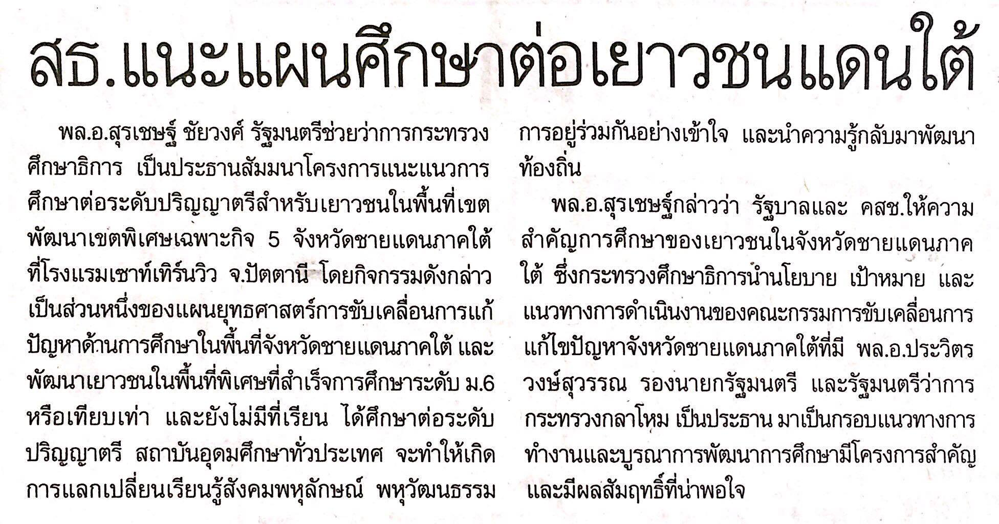 สธ.แนะแผนศึกษาต่อเยาวชนแดนใต้
พล.อ.สุรเชษฐ์ ชัยวงศ์ รัฐมนตรีช่วยว่าการกระทรวง
ศึกษาธิการ เป็นประธานสัมมนาโครงการแนะแนวการ
ศึกษาต่อระดับปริญญาตรีสำหรับเยาวชนในพื้นที่เขต
พัฒนาเขตพิเศษเฉพาะกิจ 5 จังหวัดชายแดนภาคใต้
ที่โรงแรมเซาท์เทิร์นวิว จ.ปัตตานี โดยกิจกรรมดังกล่าว
เป็นส่วนหนึ่งของแผนยุทธศาสตร์การขับเคลื่อนการแก้
ปัญหาด้านการศึกษาในพื้นที่จังหวัดชายแดนภาคใต้ และ
พัฒนาเยาวชนในพื้นที่พิเศษที่สำเร็จการศึกษาระดับ ม.6
หรือเทียบเท่า และยังไม่มีที่เรียน ได้ศึกษาต่อระดับ
ปริญญาตรี สถาบันอุดมศึกษาทั่วประเทศ จะทำให้เกิด
การแลกเปลี่ยนเรียนรู้สังคมพหุลักษณ์ พหุวัฒนธรรม
การอยู่ร่วมกันอย่างเข้าใจ และนำความรู้กลับมาพัฒนา
ท้องถิ่น
พล.อ.สุรเชษฐ์กล่าวว่า รัฐบาลและ คสช.ให้ความ
สำคัญการศึกษาของเยาวชนในจังหวัดชายแดนภาค
ใต้ ซึ่งกระทรวงศึกษาธิการนำนโยบาย เป้าหมาย และ
แนวทางการดำเนินงานของคณะกรรมการขับเคลื่อนการ
แก้ไขปัญหาจังหวัดชายแดนภาคใต้ที่มี พล.อ.ประวิตร
วงษ์สุวรรณ รองนายกรัฐมนตรี และรัฐมนตรีว่าการ
กระทรวงกลาโหม เป็นประธาน มาเป็นกรอบแนวทางการ
ทำงานและบูรณาการพัฒนาการศึกษามีโครงการสำคัญ
และมีผลสัมฤทธิ์ที่น่าพอใจ